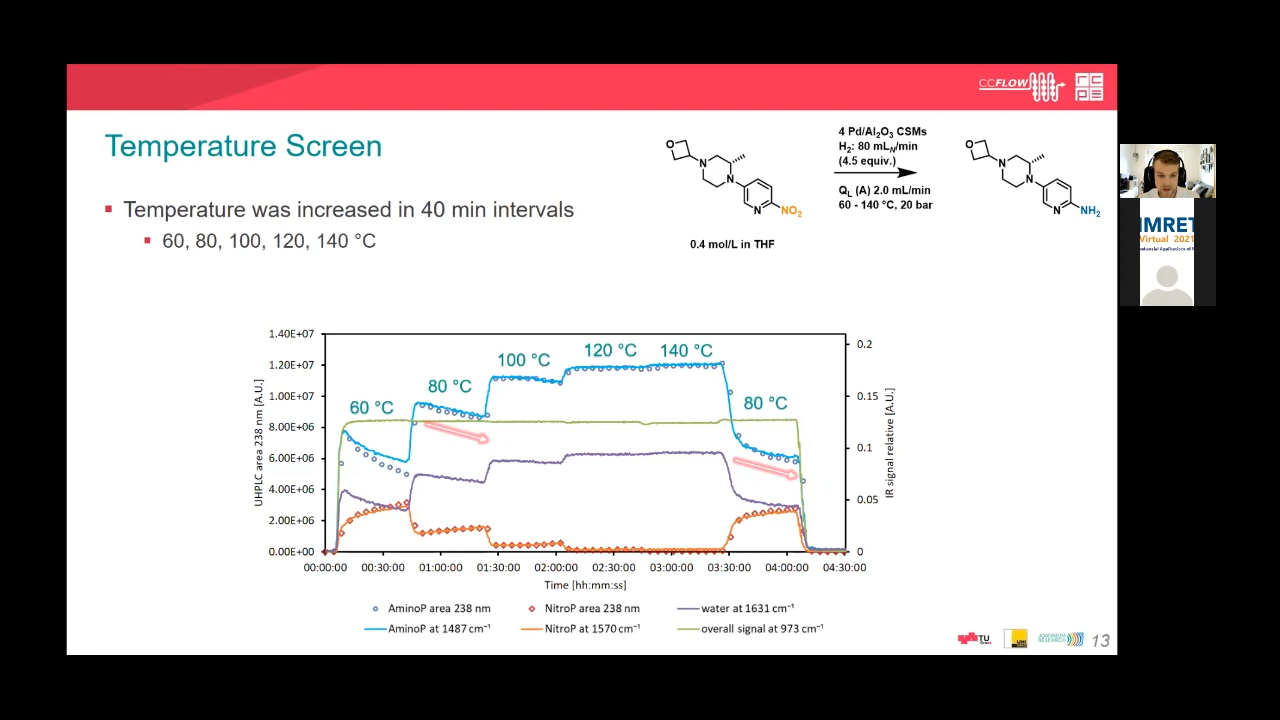 CCFLOW
Temperature Screen
Temperature was increased in 40 min intervals
60, 80, 100, 120, 140 °C
O
N
N
N
NO₂
0.4 mol/L in THF
4 Pd/Al₂O₃ CSMs
H₂: 80 mLₙ/min
(4.5 equiv.)
Q_L (A) 2.0 mL/min
60 - 140 °C, 20 bar
O
N
N
N
NH₂
IMRET
Virtual 2021
UHPLC area 238 nm [A.U.]
1.40E+07
1.20E+07
1.00E+07
8.00E+06
6.00E+06
4.00E+06
2.00E+06
0.00E+00
60 °C
80 °C
100 °C
120 °C
140 °C
80 °C
0.2
0.15
0.1
0.05
0
IR signal relative [A.U.]
00:00:00 00:30:00 01:00:00 01:30:00 02:00:00 02:30:00 03:00:00 03:30:00 04:00:00 04:30:00
Time [hh:mm:ss]
AminoP area 238 nm NitroP area 238 nm water at 1631 cm⁻¹
AminoP at 1487 cm⁻¹ NitroP at 1570 cm⁻¹ overall signal at 973 cm⁻¹
TU
UNI
JOANNEUM
RESEARCH
13